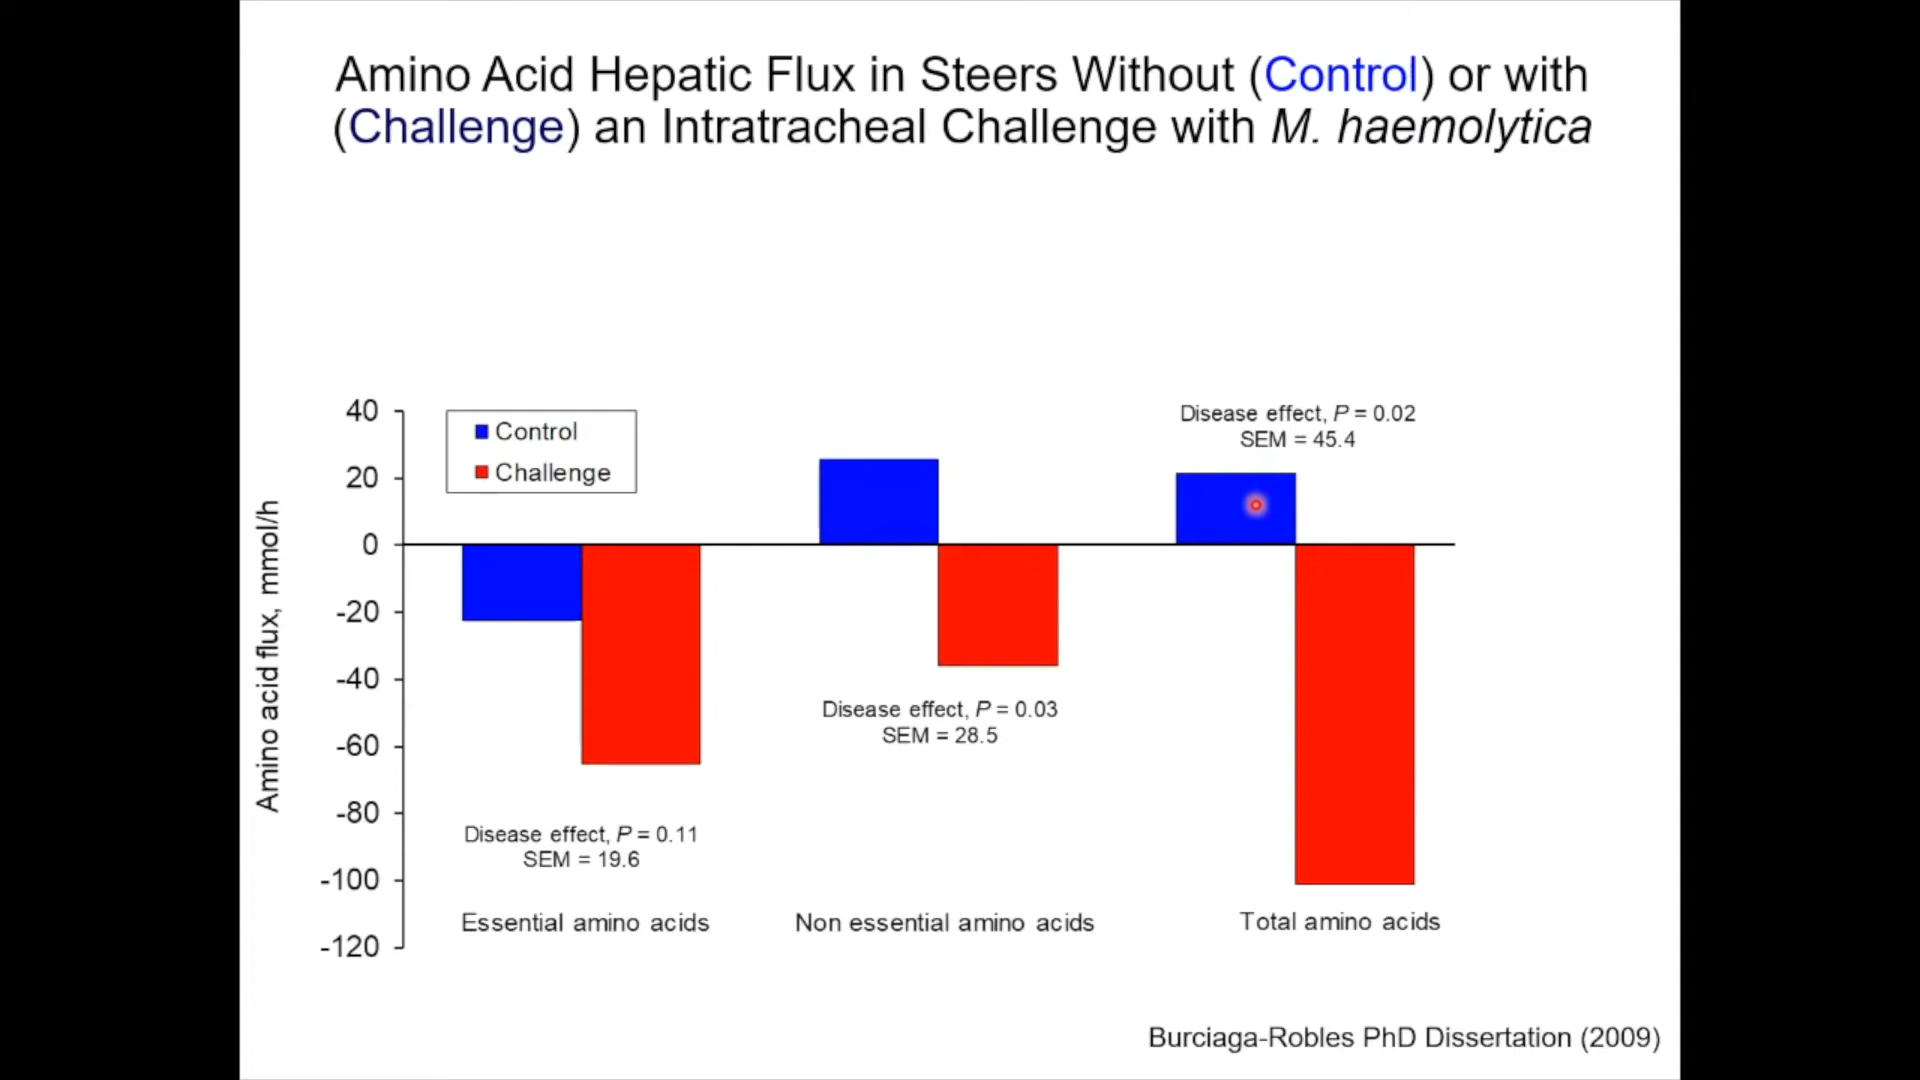 Amino Acid Hepatic Flux in Steers Without (Control) or with
(Challenge) an Intratracheal Challenge with M. haemolytica
40
20
0
-20
-40
-60
-80
-100
-120
Amino acid flux, mmol/h
Control
Challenge
Disease effect, P = 0.11
SEM = 19.6
Disease effect, P = 0.03
SEM = 28.5
Disease effect, P = 0.02
SEM = 45.4
Essential amino acids
Non essential amino acids
Total amino acids
Burciaga-Robles PhD Dissertation (2009)